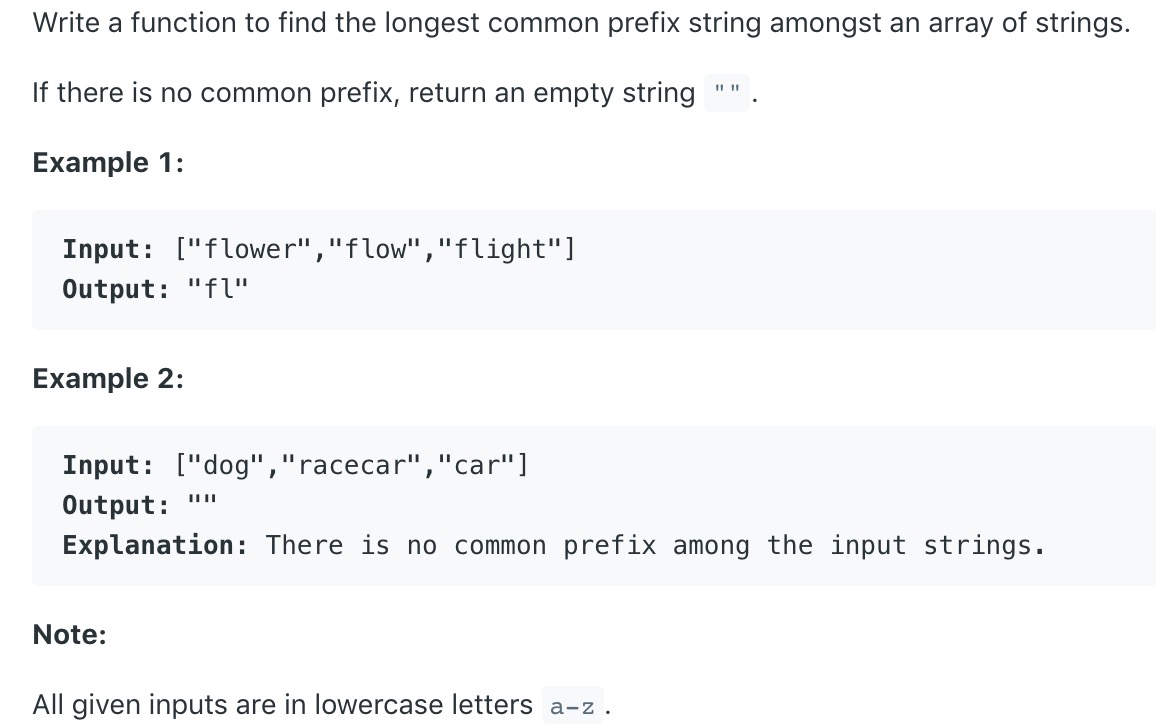 Write a function to find the longest common prefix string amongst an array of strings.
If there is no common prefix, return an empty string "".
Example 1:
Input: ["flower","flow","flight"]
Output: "fl"
Example 2:
Input: ["dog","racecar","car"]
Output: ""
Explanation: There is no common prefix among the input strings.
Note:
All given inputs are in lowercase letters a-z.